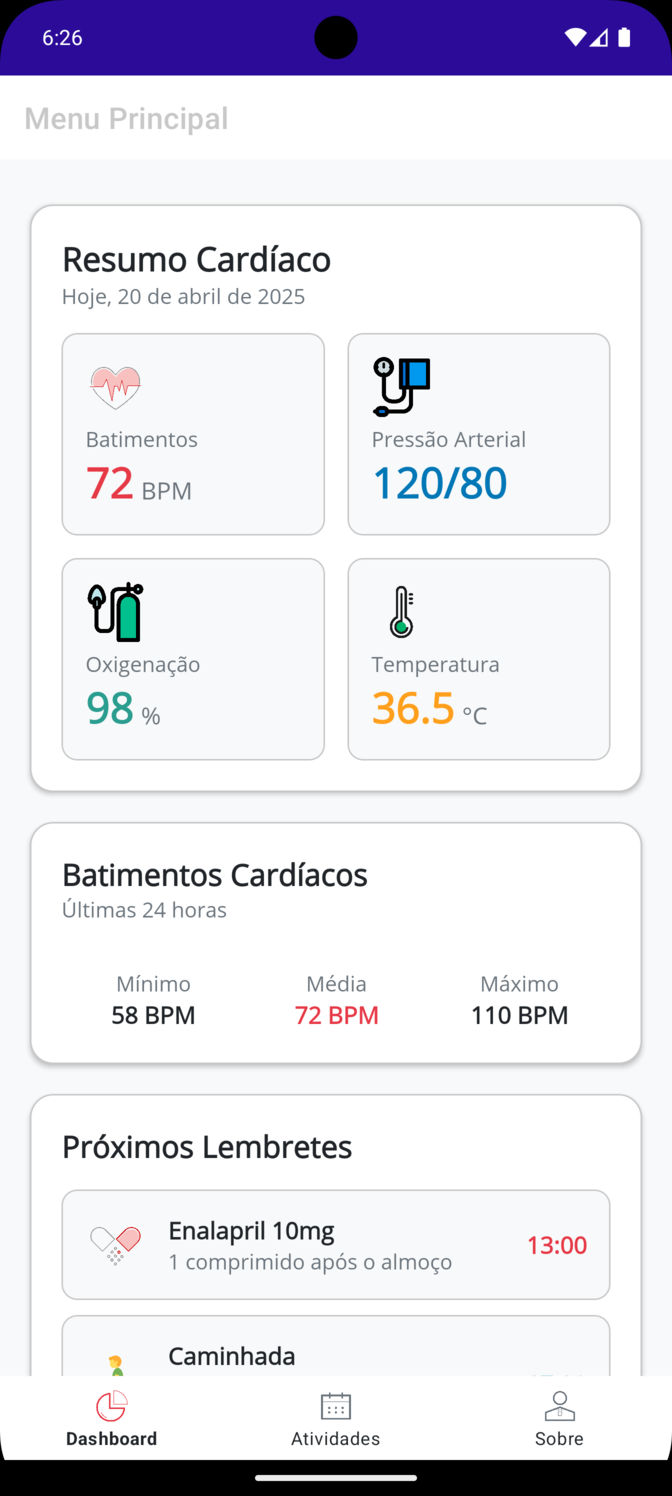 6:26
Menu Principal
Resumo Cardíaco
Hoje, 20 de abril de 2025
Batimentos
72 BPM
Pressão Arterial
120/80
Oxigenação
98 %
Temperatura
36.5 °C
Batimentos Cardíacos
Últimas 24 horas
Mínimo Média Máximo
58 BPM 72 BPM 110 BPM
Próximos Lembretes
Enalapril 10mg
1 comprimido após o almoço
13:00
Caminhada
Dashboard Atividades Sobre